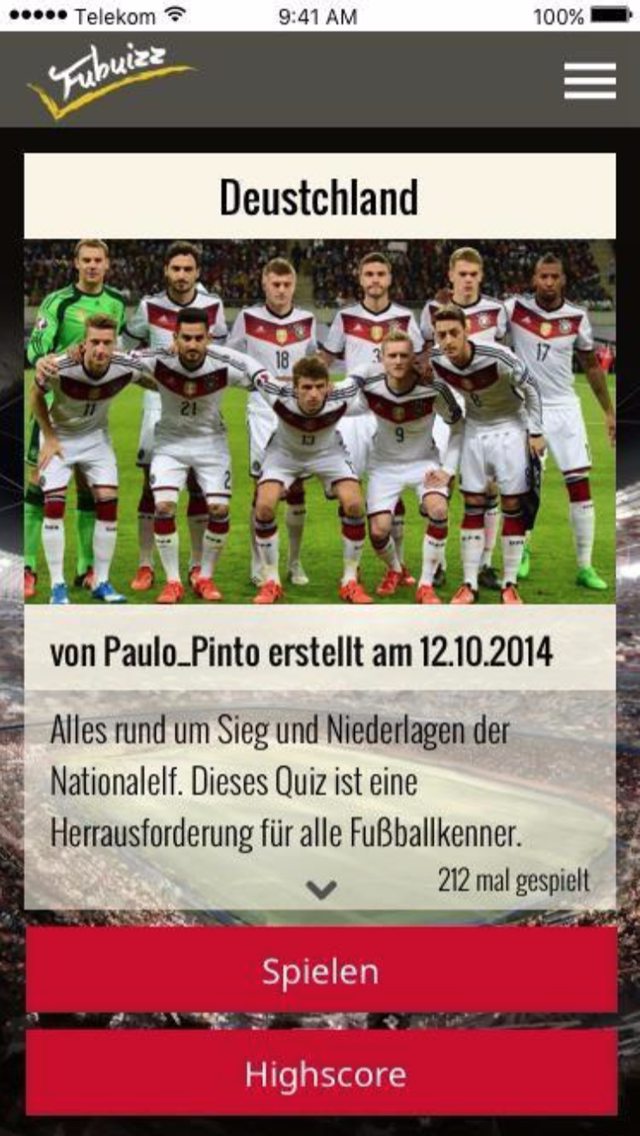 Telekom 9:41 AM 100%
Fubuizz
Deustchland
18 3 17
11 21 13 9 8
2
von Paulo_Pinto erstellt am 12.10.2014
Alles rund um Sieg und Niederlagen der
Nationalelf. Dieses Quiz ist eine
Herrausforderung für alle Fußballkenner.
212 mal gespielt
Spielen
Highscore